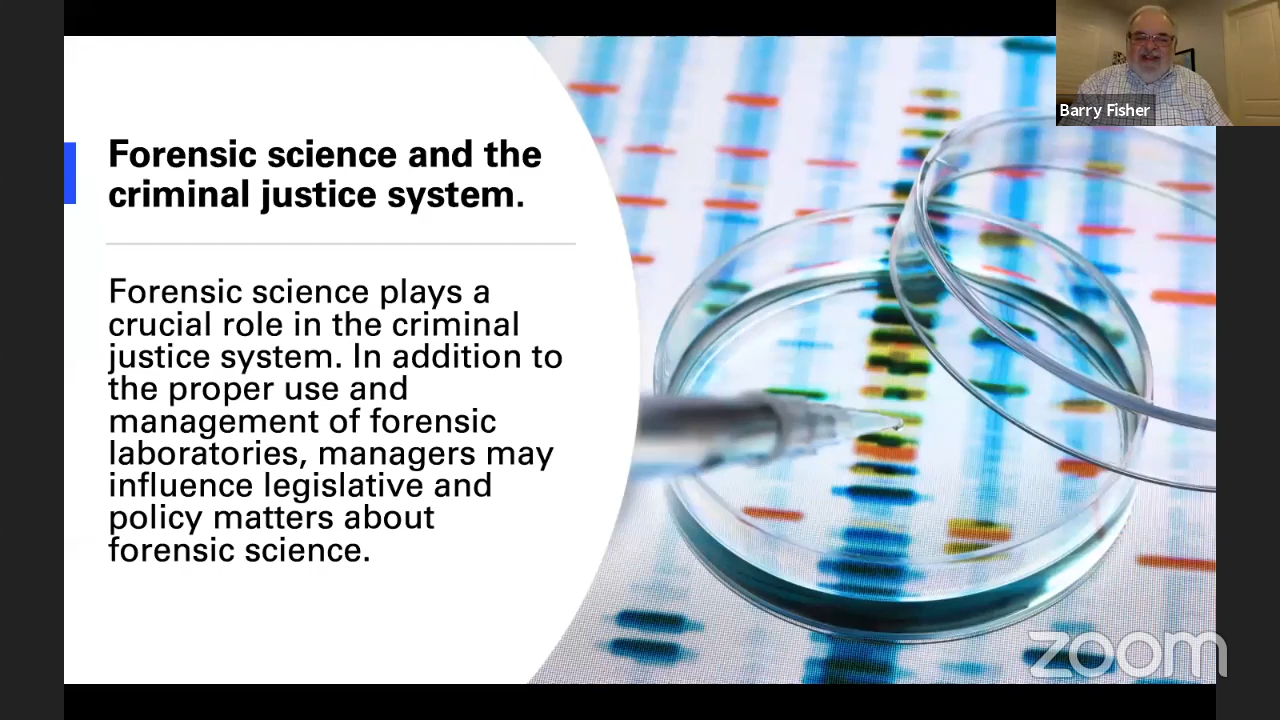 Barry Fisher
Forensic science and the
criminal justice system.
Forensic science plays a
crucial role in the criminal
justice system. In addition to
the proper use and
management of forensic
laboratories, managers may
influence legislative and
policy matters about
forensic science.
zoom